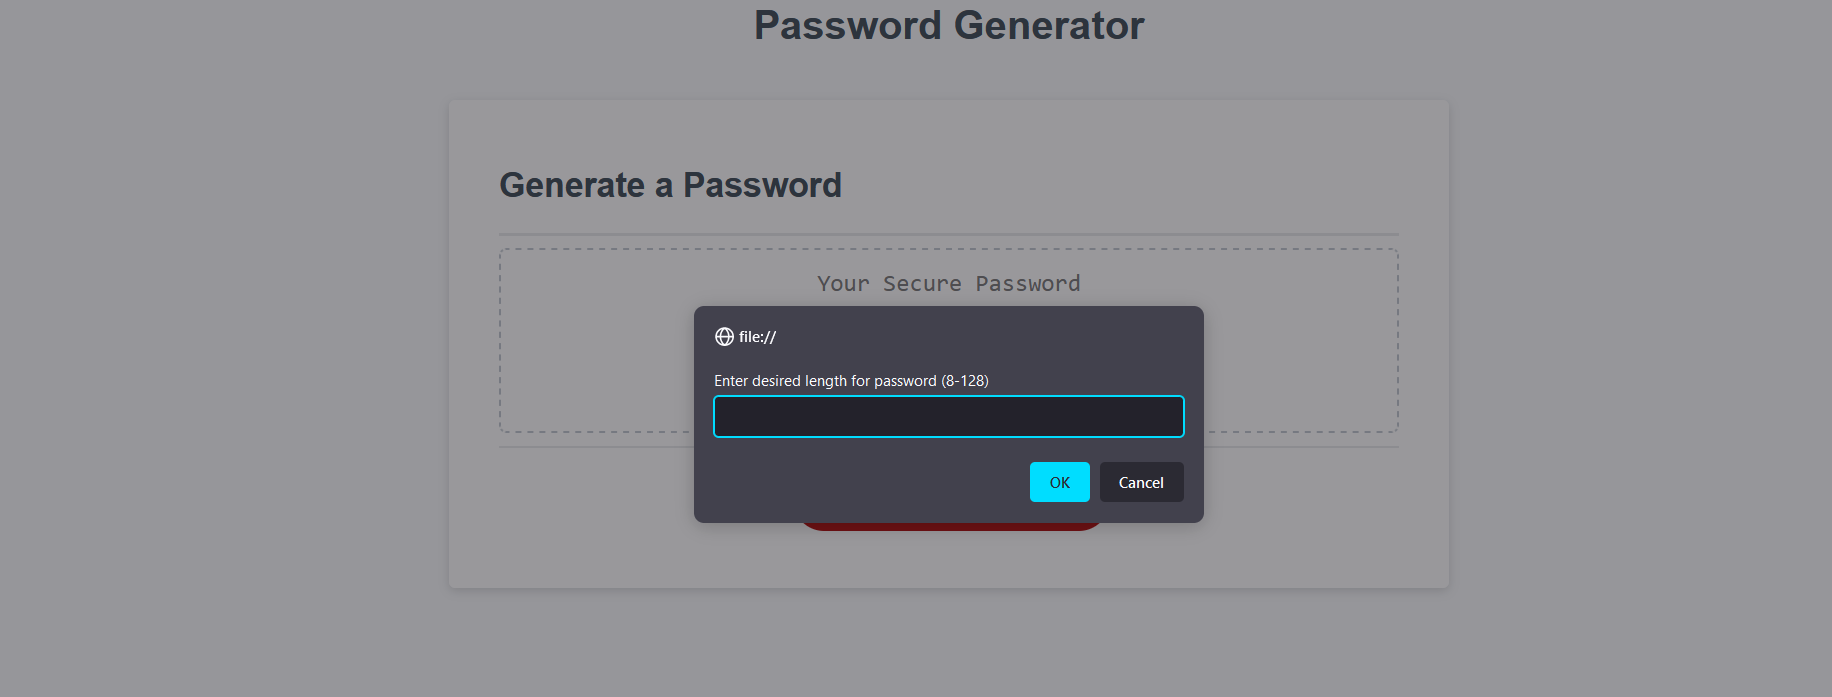 Password Generator
Generate a Password
Your Secure Password
file://
Enter desired length for password (8-128)
OK
Cancel